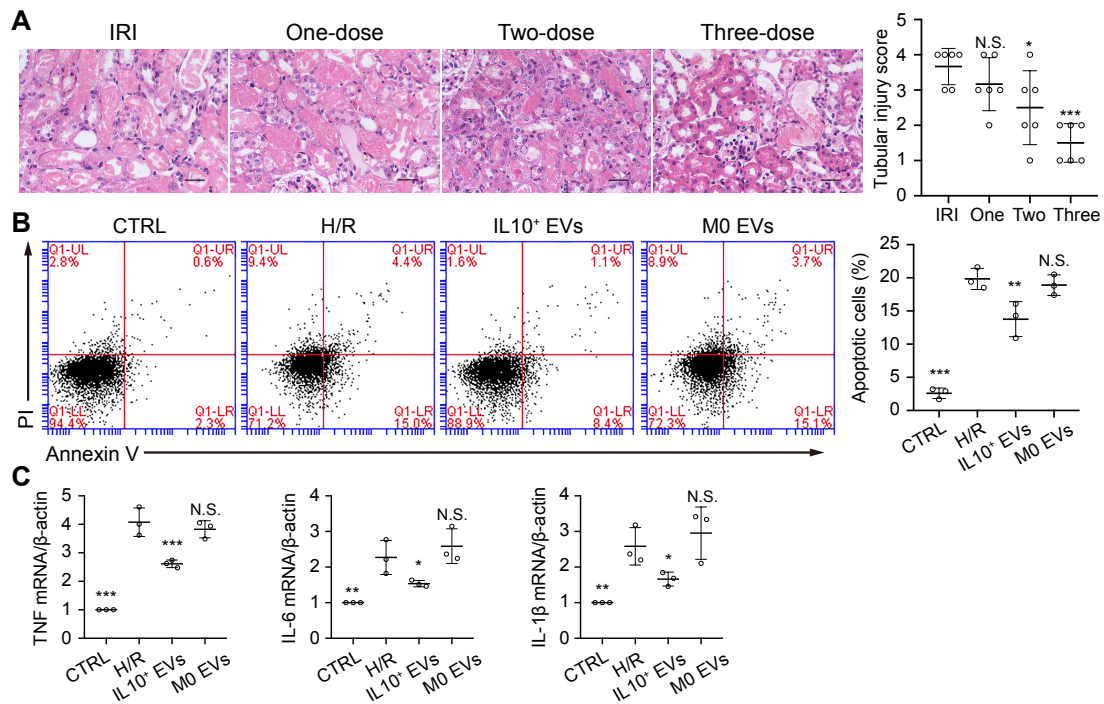 A
IRI
One-dose
Two-dose
Three-dose
Tubular injury score
5
4
3
2
1
0
N.S.
*
***
IRI
One
Two
Three
B
CTRL
H/R
IL10⁺ EVs
M0 EVs
Q1-UL
2.8%
Q1-UR
0.6%
Q1-LL
94.4%
Q1-LR
2.3%
Q1-UL
9.4%
Q1-UR
4.4%
Q1-LL
71.2%
Q1-LR
15.0%
Q1-UL
1.6%
Q1-UR
1.1%
Q1-LL
88.9%
Q1-LR
8.4%
Q1-UL
8.9%
Q1-UR
3.7%
Q1-LL
72.3%
Q1-LR
15.1%
PI
Annexin V
Apoptotic cells (%)
25
20
15
10
5
0
***
**
N.S.
CTRL
H/R
IL10⁺ EVs
M0 EVs
C
TNF mRNA/β-actin
5
4
3
2
1
0
***
***
N.S.
CTRL
H/R
IL10⁺ EVs
M0 EVs
IL-6 mRNA/β-actin
4
3
2
1
0
**
*
N.S.
CTRL
H/R
IL10⁺ EVs
M0 EVs
IL-1β mRNA/β-actin
4
3
2
1
0
**
*
N.S.
CTRL
H/R
IL10⁺ EVs
M0 EVs